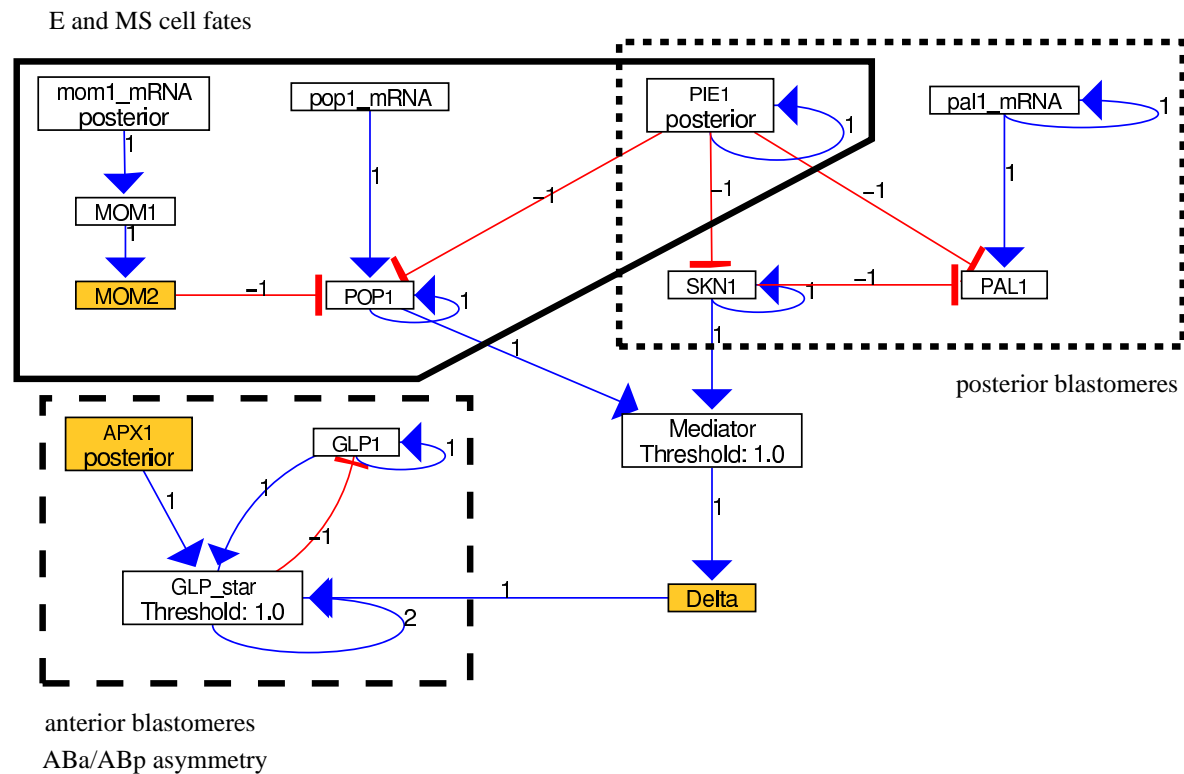 E and MS cell fates
mom1_mRNA
posterior
pop1_mRNA
PIE1
posterior
pal1_mRNA
1
1
1
1
1
-1
-1
-1
MOM1
1
MOM2
-1
POP1
1
SKN1
1
-1
PAL1
1
1
posterior blastomeres
APX1
posterior
GLP1
1
Mediator
Threshold: 1.0
1
1
-1
1
GLP_star
Threshold: 1.0
2
1
Delta
anterior blastomeres
ABa/ABp asymmetry